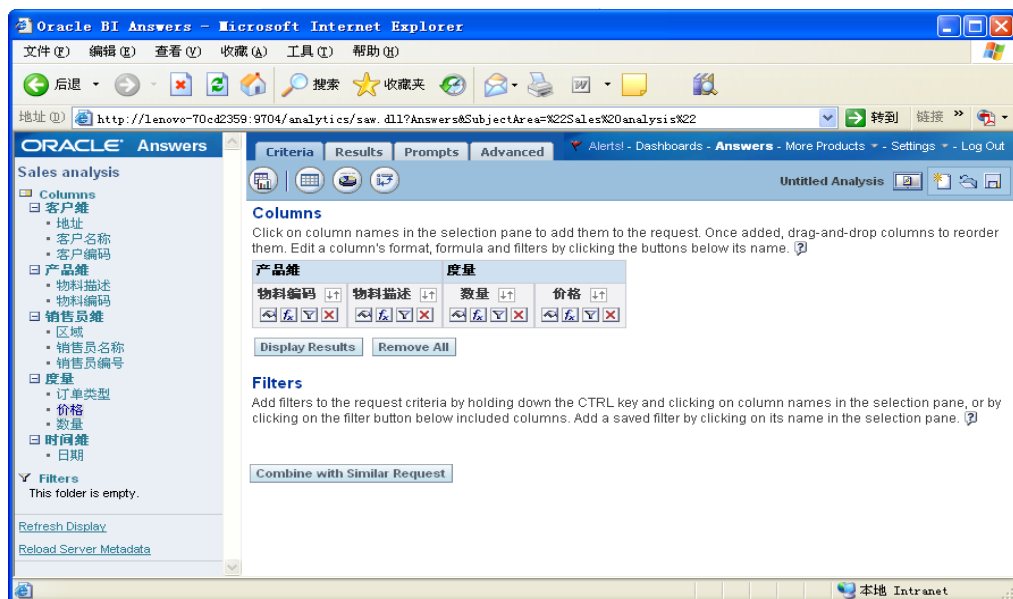 Oracle BI Answers - Microsoft Internet Explorer
文件(F) 编辑(E) 查看(V) 收藏(A) 工具(T) 帮助(H)
后退 搜索 收藏夹
地址(D) http://lenovo-70cd2359:9704/analytics/saw.dll?Answers&SubjectArea=%22Sales%20analysis%22 转到 链接 »
ORACLE Answers
Criteria Results Prompts Advanced
Alerts! - Dashboards - Answers - More Products - Settings - Log Out
Untitled Analysis
Sales analysis
Columns
客户维
地址
客户名称
客户编码
产品维
物料描述
物料编码
销售员维
区域
销售员名称
销售员编号
度量
订单类型
价格
数量
时间维
日期
Filters
This folder is empty.
Refresh Display
Reload Server Metadata
Columns
Click on column names in the selection pane to add them to the request. Once added, drag-and-drop columns to reorder
them. Edit a column's format, formula and filters by clicking the buttons below its name.
产品维 度量
物料编码 物料描述 数量 价格
Display Results Remove All
Filters
Add filters to the request criteria by holding down the CTRL key and clicking on column names in the selection pane, or by
clicking on the filter button below included columns. Add a saved filter by clicking on its name in the selection pane.
Combine with Similar Request
本地 Intranet